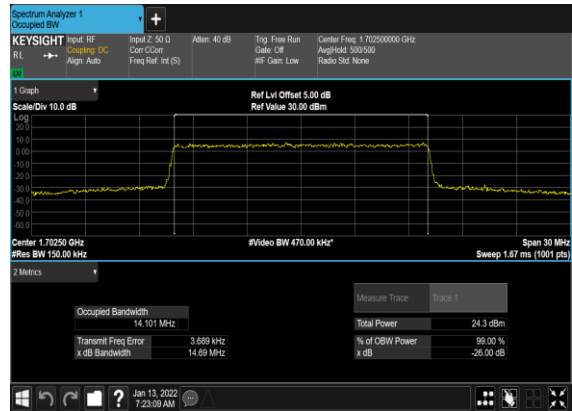 Spectrum Analyzer 1
Occupied BW
KEYSIGHT Input: RF Input Z: 50 Ω Atten: 40 dB Trig: Free Run Center Freq: 1.702500000 GHz
RL Coupling: DC Corr CCorr Gate: Off Avg|Hold: 500/500
Align: Auto Freq Ref: Int (S) #IF Gain: Low Radio Std: None
1 Graph
Ref Lvl Offset 5.00 dB
Scale/Div 10.0 dB Ref Value 30.00 dBm
Log
20.0
10.0
0.00
-10.0
-20.0
-30.0
-40.0
-50.0
-60.0
Center 1.70250 GHz #Video BW 470.00 kHz* Span 30 MHz
#Res BW 150.00 kHz Sweep 1.67 ms (1001 pts)
2 Metrics
Measure Trace Trace 1
Occupied Bandwidth
14.101 MHz Total Power 24.3 dBm
Transmit Freq Error 3.689 kHz % of OBW Power 99.00 %
x dB Bandwidth 14.69 MHz x dB -26.00 dB
? Jan 13, 2022
7:23:09 AM